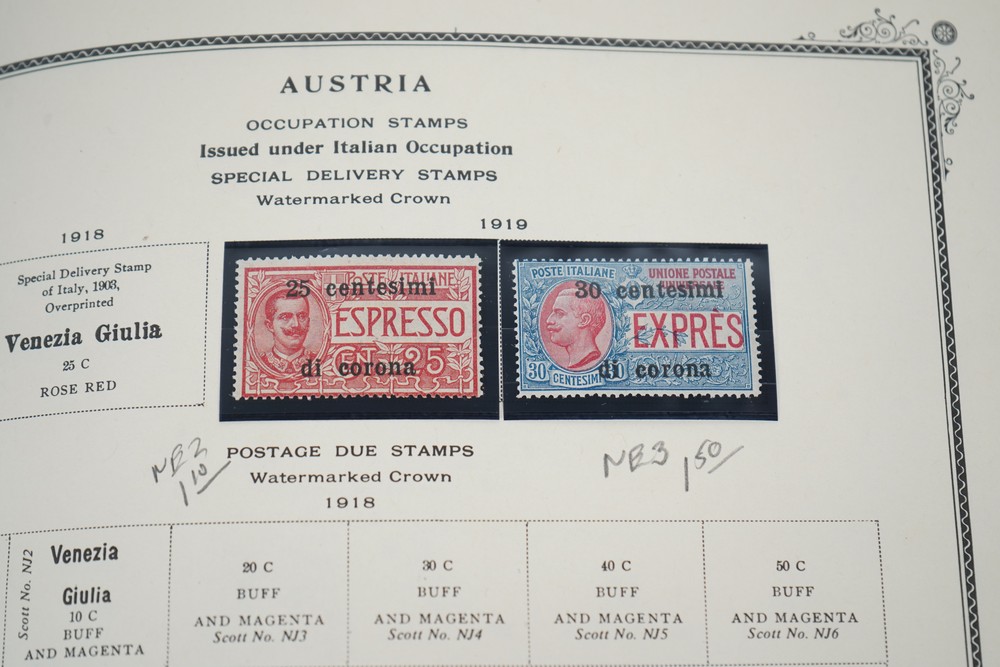 AUSTRIA
OCCUPATION STAMPS
Issued under Italian Occupation
SPECIAL DELIVERY STAMPS
Watermarked Crown
1918
1919
Special Delivery Stamp
of Italy, 1903,
Overprinted
Venezia Giulia
25 C
ROSE RED
POSTE ITALIANE
25 centesimi
ESPRESSO
CENT. 25
di corona
POSTE ITALIANE
UNIONE POSTALE
UNIVERSALE
30 centesimi
EXPRÈS
30 CENTESIMI 30
di corona
NE2
1 10
NE3 1 50
POSTAGE DUE STAMPS
Watermarked Crown
1918
Scott No. NJ2
Venezia
Giulia
10 C
BUFF
AND MAGENTA
20 C
BUFF
AND MAGENTA
Scott No. NJ3
30 C
BUFF
AND MAGENTA
Scott No. NJ4
40 C
BUFF
AND MAGENTA
Scott No. NJ5
50 C
BUFF
AND MAGENTA
Scott No. NJ6